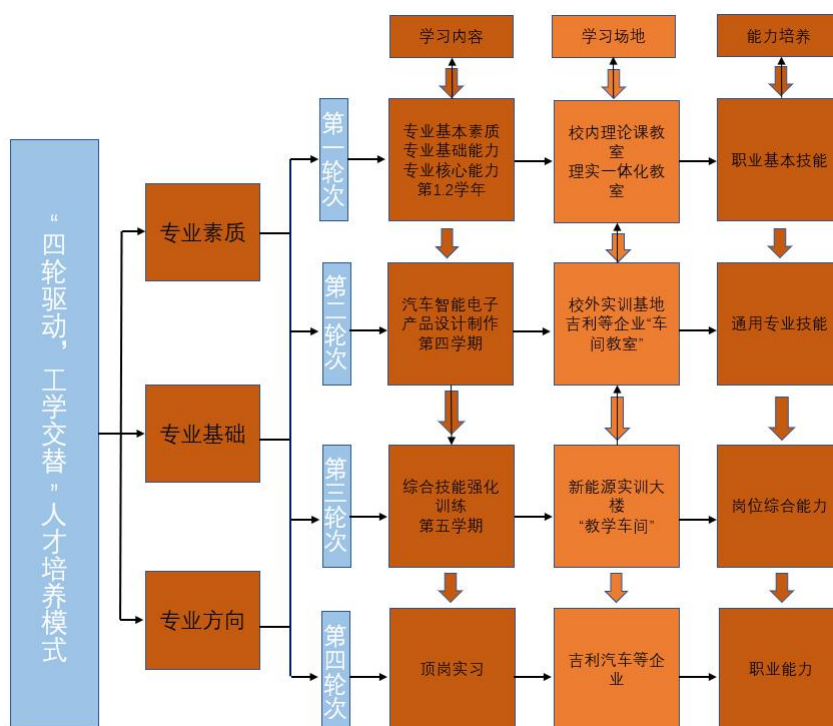 学习内容
学习场地
能力培养
“四轮驱动，工学交替”人才培养模式
专业素质
专业基础
专业方向
第一轮次
专业基本素质
专业基础能力
专业核心能力
第1.2学年
校内理论课教
室
理实一体化教
室
职业基本技能
第二轮次
汽车智能电子
产品设计制作
第四学期
校外实训基地
吉利等企业“车
间教室”
通用专业技能
第三轮次
综合技能强化
训练
第五学期
新能源实训大
楼
“教学车间”
岗位综合能力
第四轮次
顶岗实习
吉利汽车等企
业
职业能力